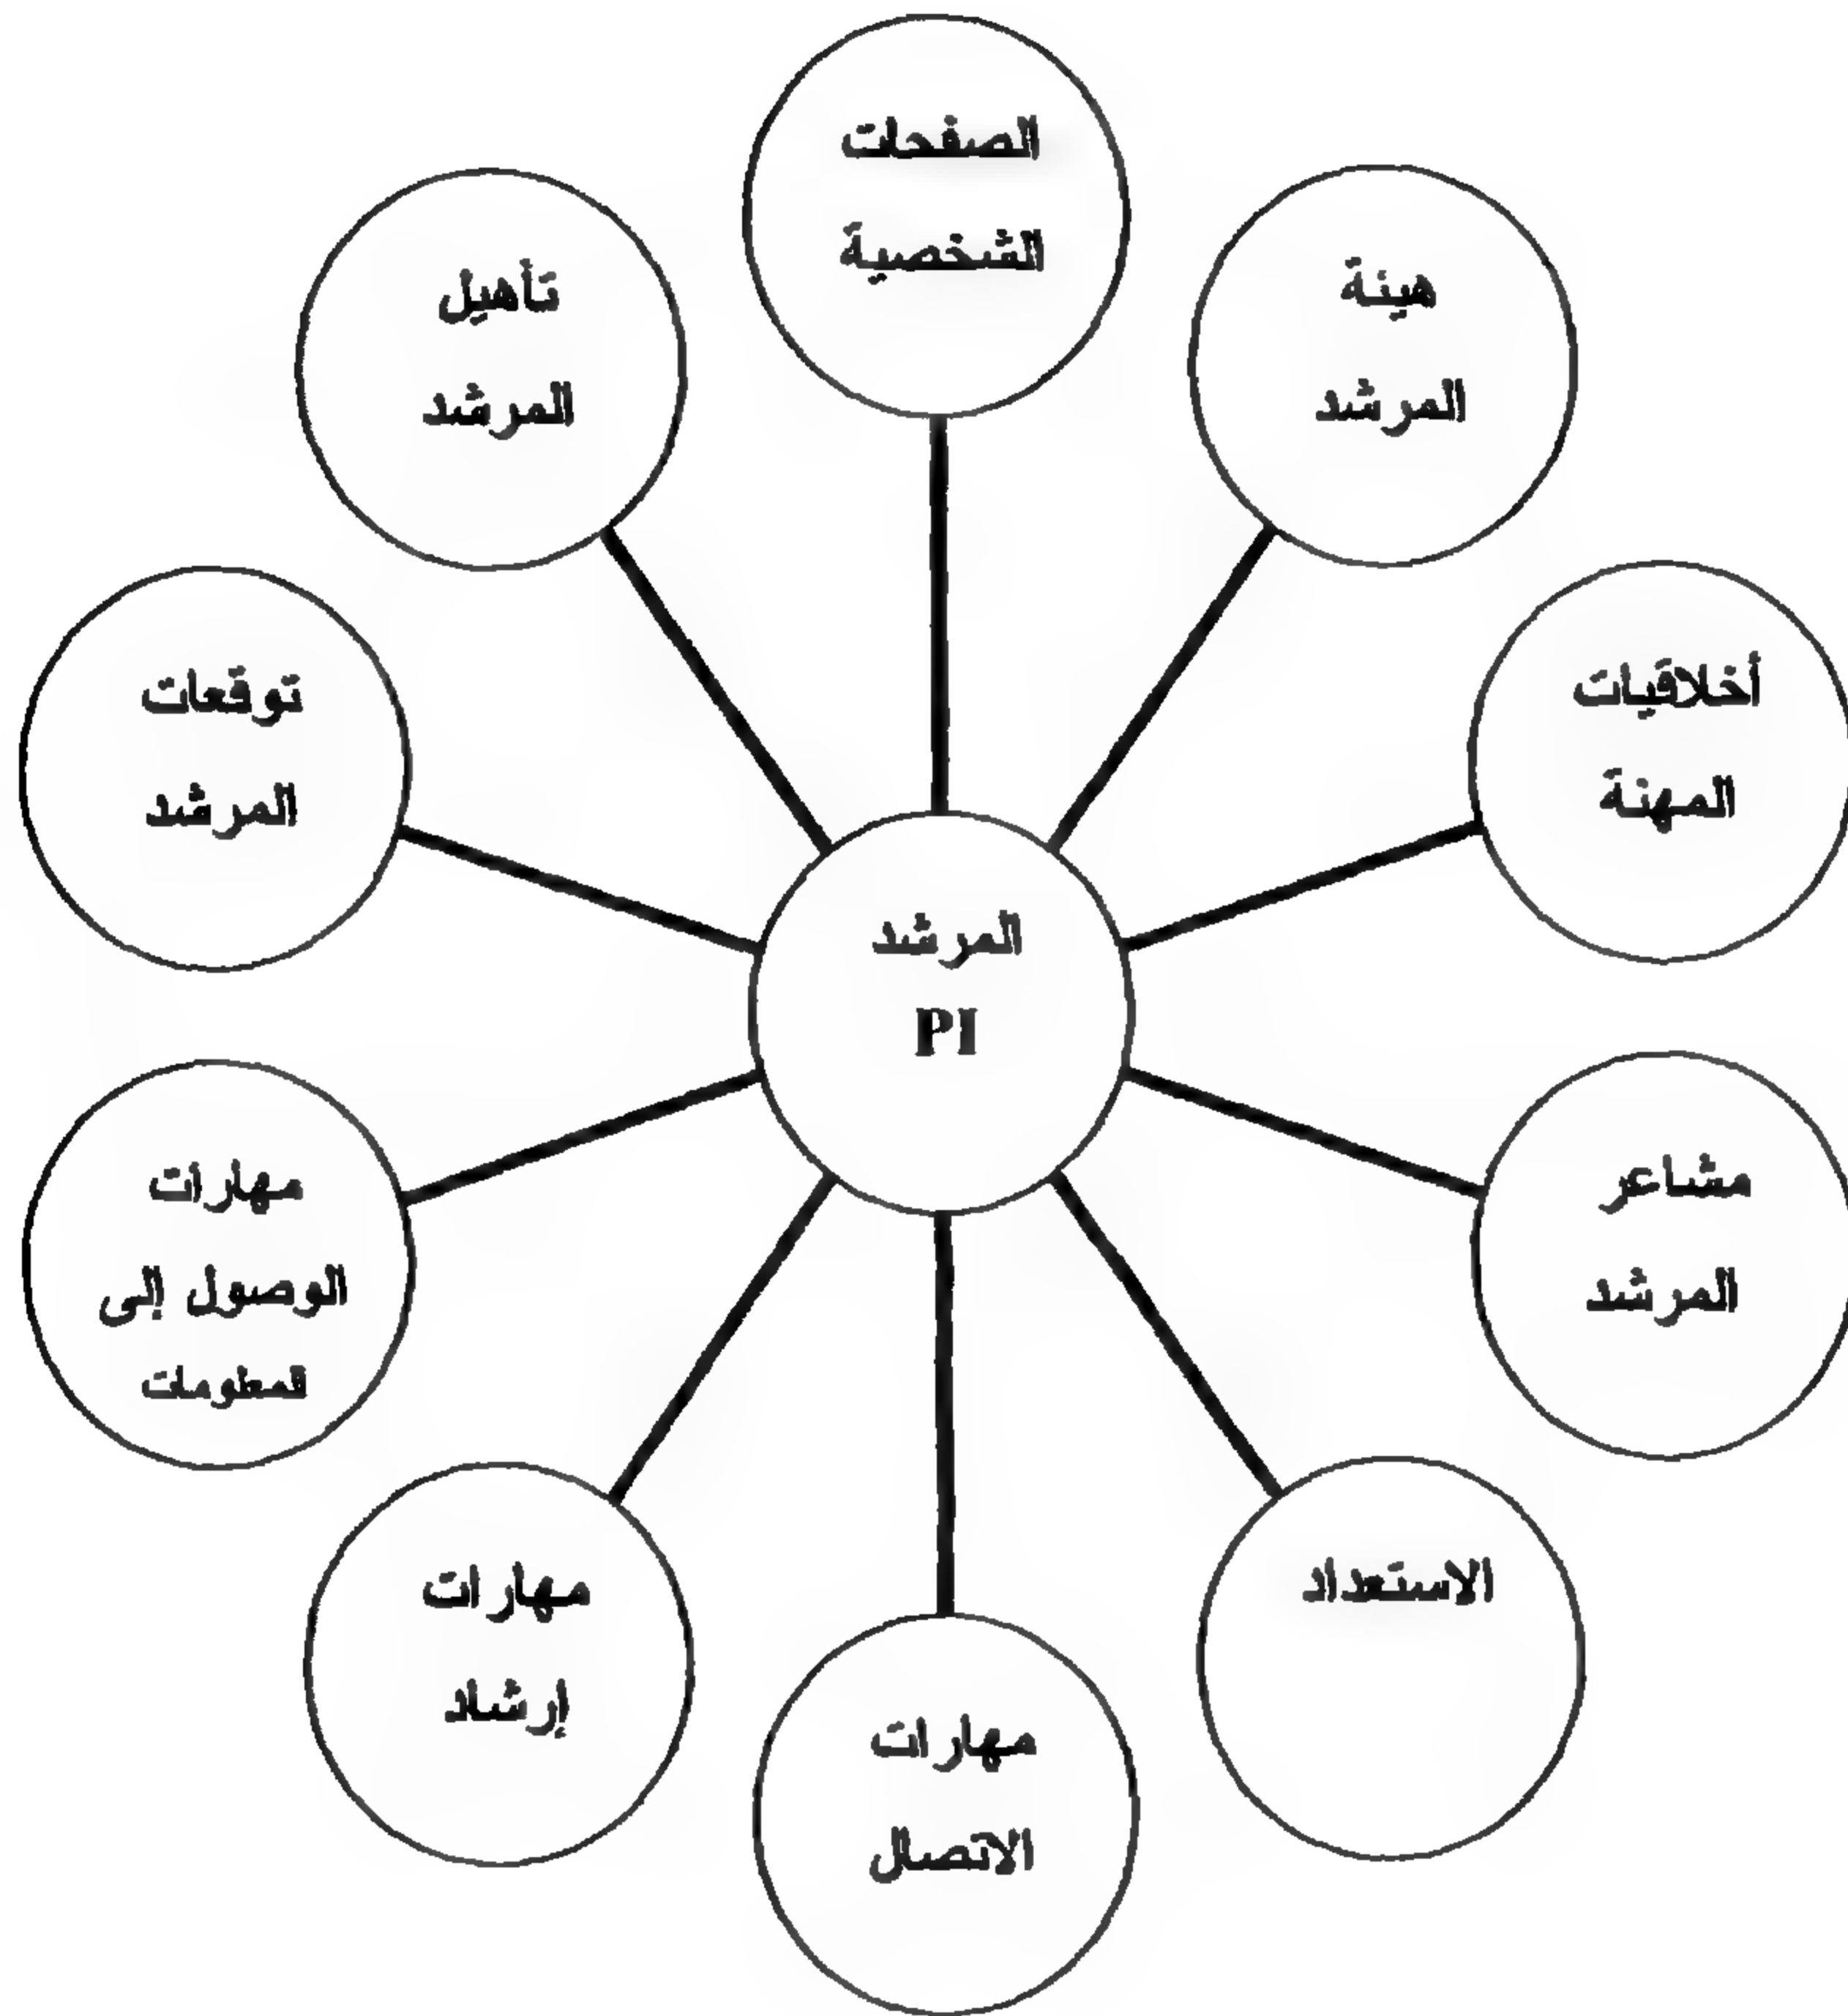 الصفحات
الشخصية
هيئة
المرشد
أخلاقيات
المهنة
مشاعر
المرشد
الاستعداد
مهارات
الاتصال
مهارات
إرشاد
مهارات
الوصول إلى
المعلومات
توقعات
المرشد
تأهيل
المرشد
المرشد
PI